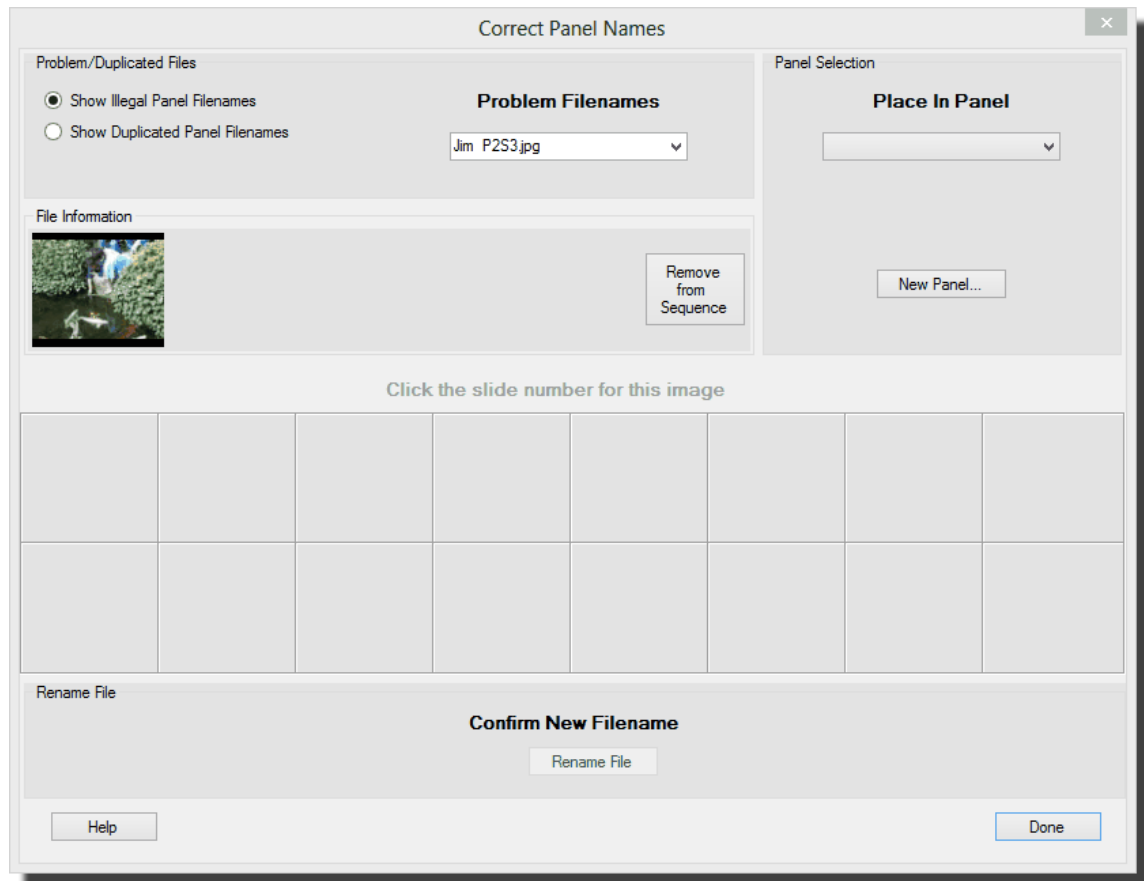 Correct Panel Names
Problem/Duplicated Files
Show Illegal Panel Filenames
Show Duplicated Panel Filenames
Problem Filenames
Jim  P2S3.jpg
Panel Selection
Place In Panel
File Information
Remove
from
Sequence
New Panel...
Click the slide number for this image
Rename File
Confirm New Filename
Rename File
Help
Done